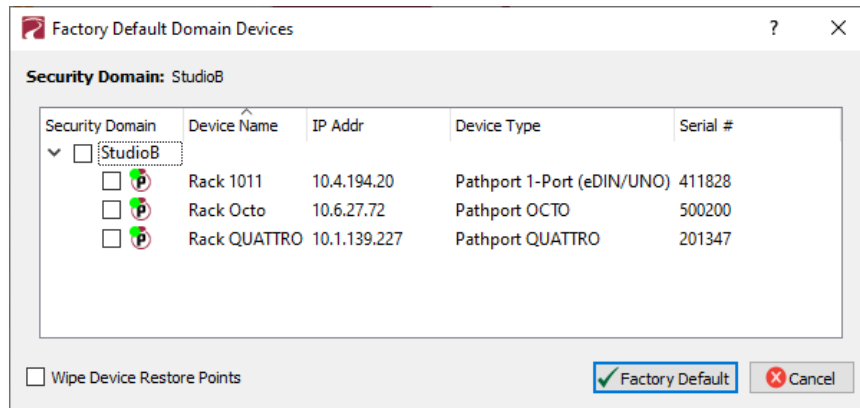 Factory Default Domain Devices ? ×
Security Domain: StudioB
Security Domain Device Name IP Addr Device Type Serial #
StudioB
Rack 1011 10.4.194.20 Pathport 1-Port (eDIN/UNO) 411828
Rack Octo 10.6.27.72 Pathport OCTO 500200
Rack QUATTRO 10.1.139.227 Pathport QUATTRO 201347
Wipe Device Restore Points Factory Default Cancel